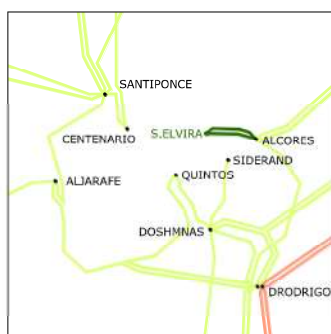 SANTIPONCE
CENTENARIO
S.ELVIRA
ALCORES
SIDERAND
ALJARAFE
QUINTOS
DOSHMNAS
DRODRIGO